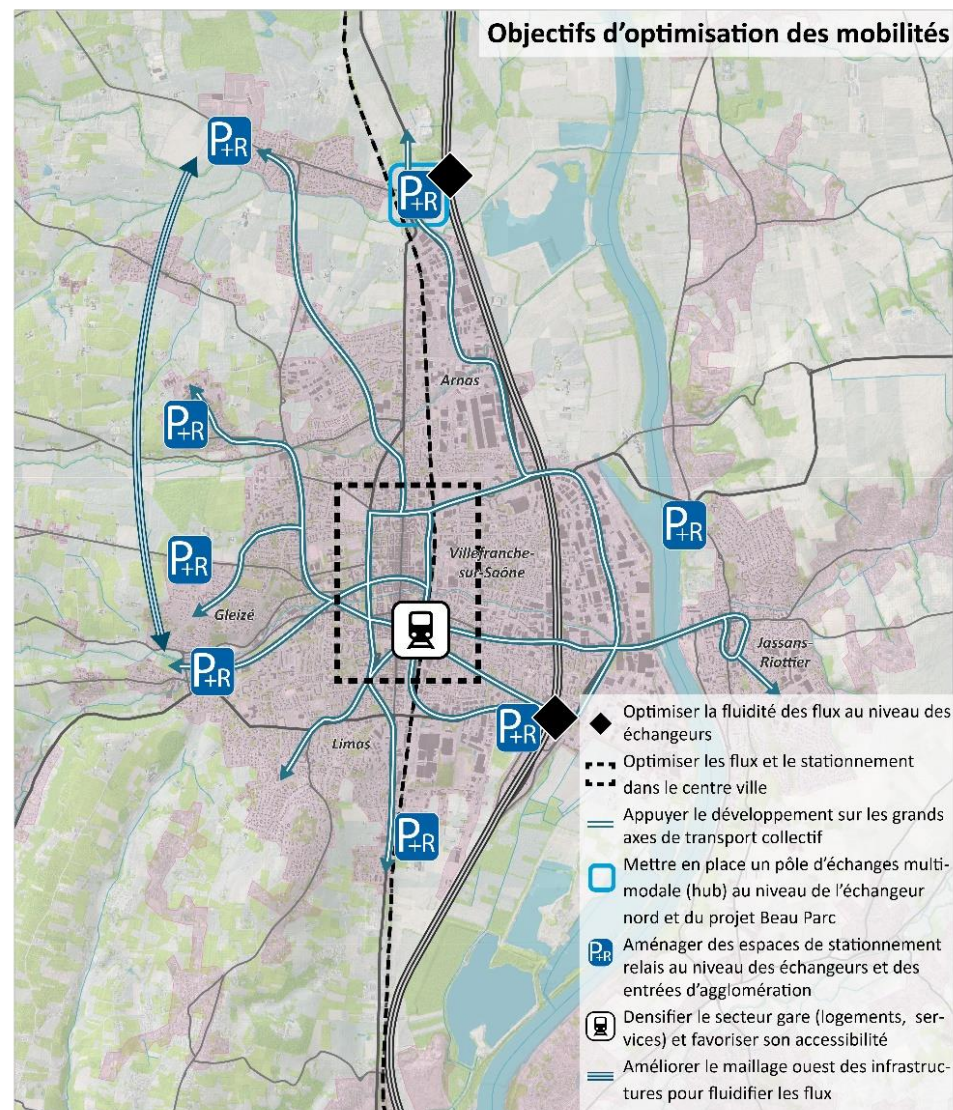 Objectifs d'optimisation des mobilités
P+R
P+R
Arnas
P+R
P+R
P+R
Villefranche-
sur-Saône
Gleizé
Jassans-
Riottier
P+R
P+R
Limas
P+R
Optimiser la fluidité des flux au niveau des
échangeurs
Optimiser les flux et le stationnement
dans le centre ville
Appuyer le développement sur les grands
axes de transport collectif
Mettre en place un pôle d'échanges multi-
modale (hub) au niveau de l'échangeur
nord et du projet Beau Parc
P+R
Aménager des espaces de stationnement
relais au niveau des échangeurs et des
entrées d'agglomération
Densifier le secteur gare (logements, ser-
vices) et favoriser son accessibilité
Améliorer le maillage ouest des infrastruc-
tures pour fluidifier les flux